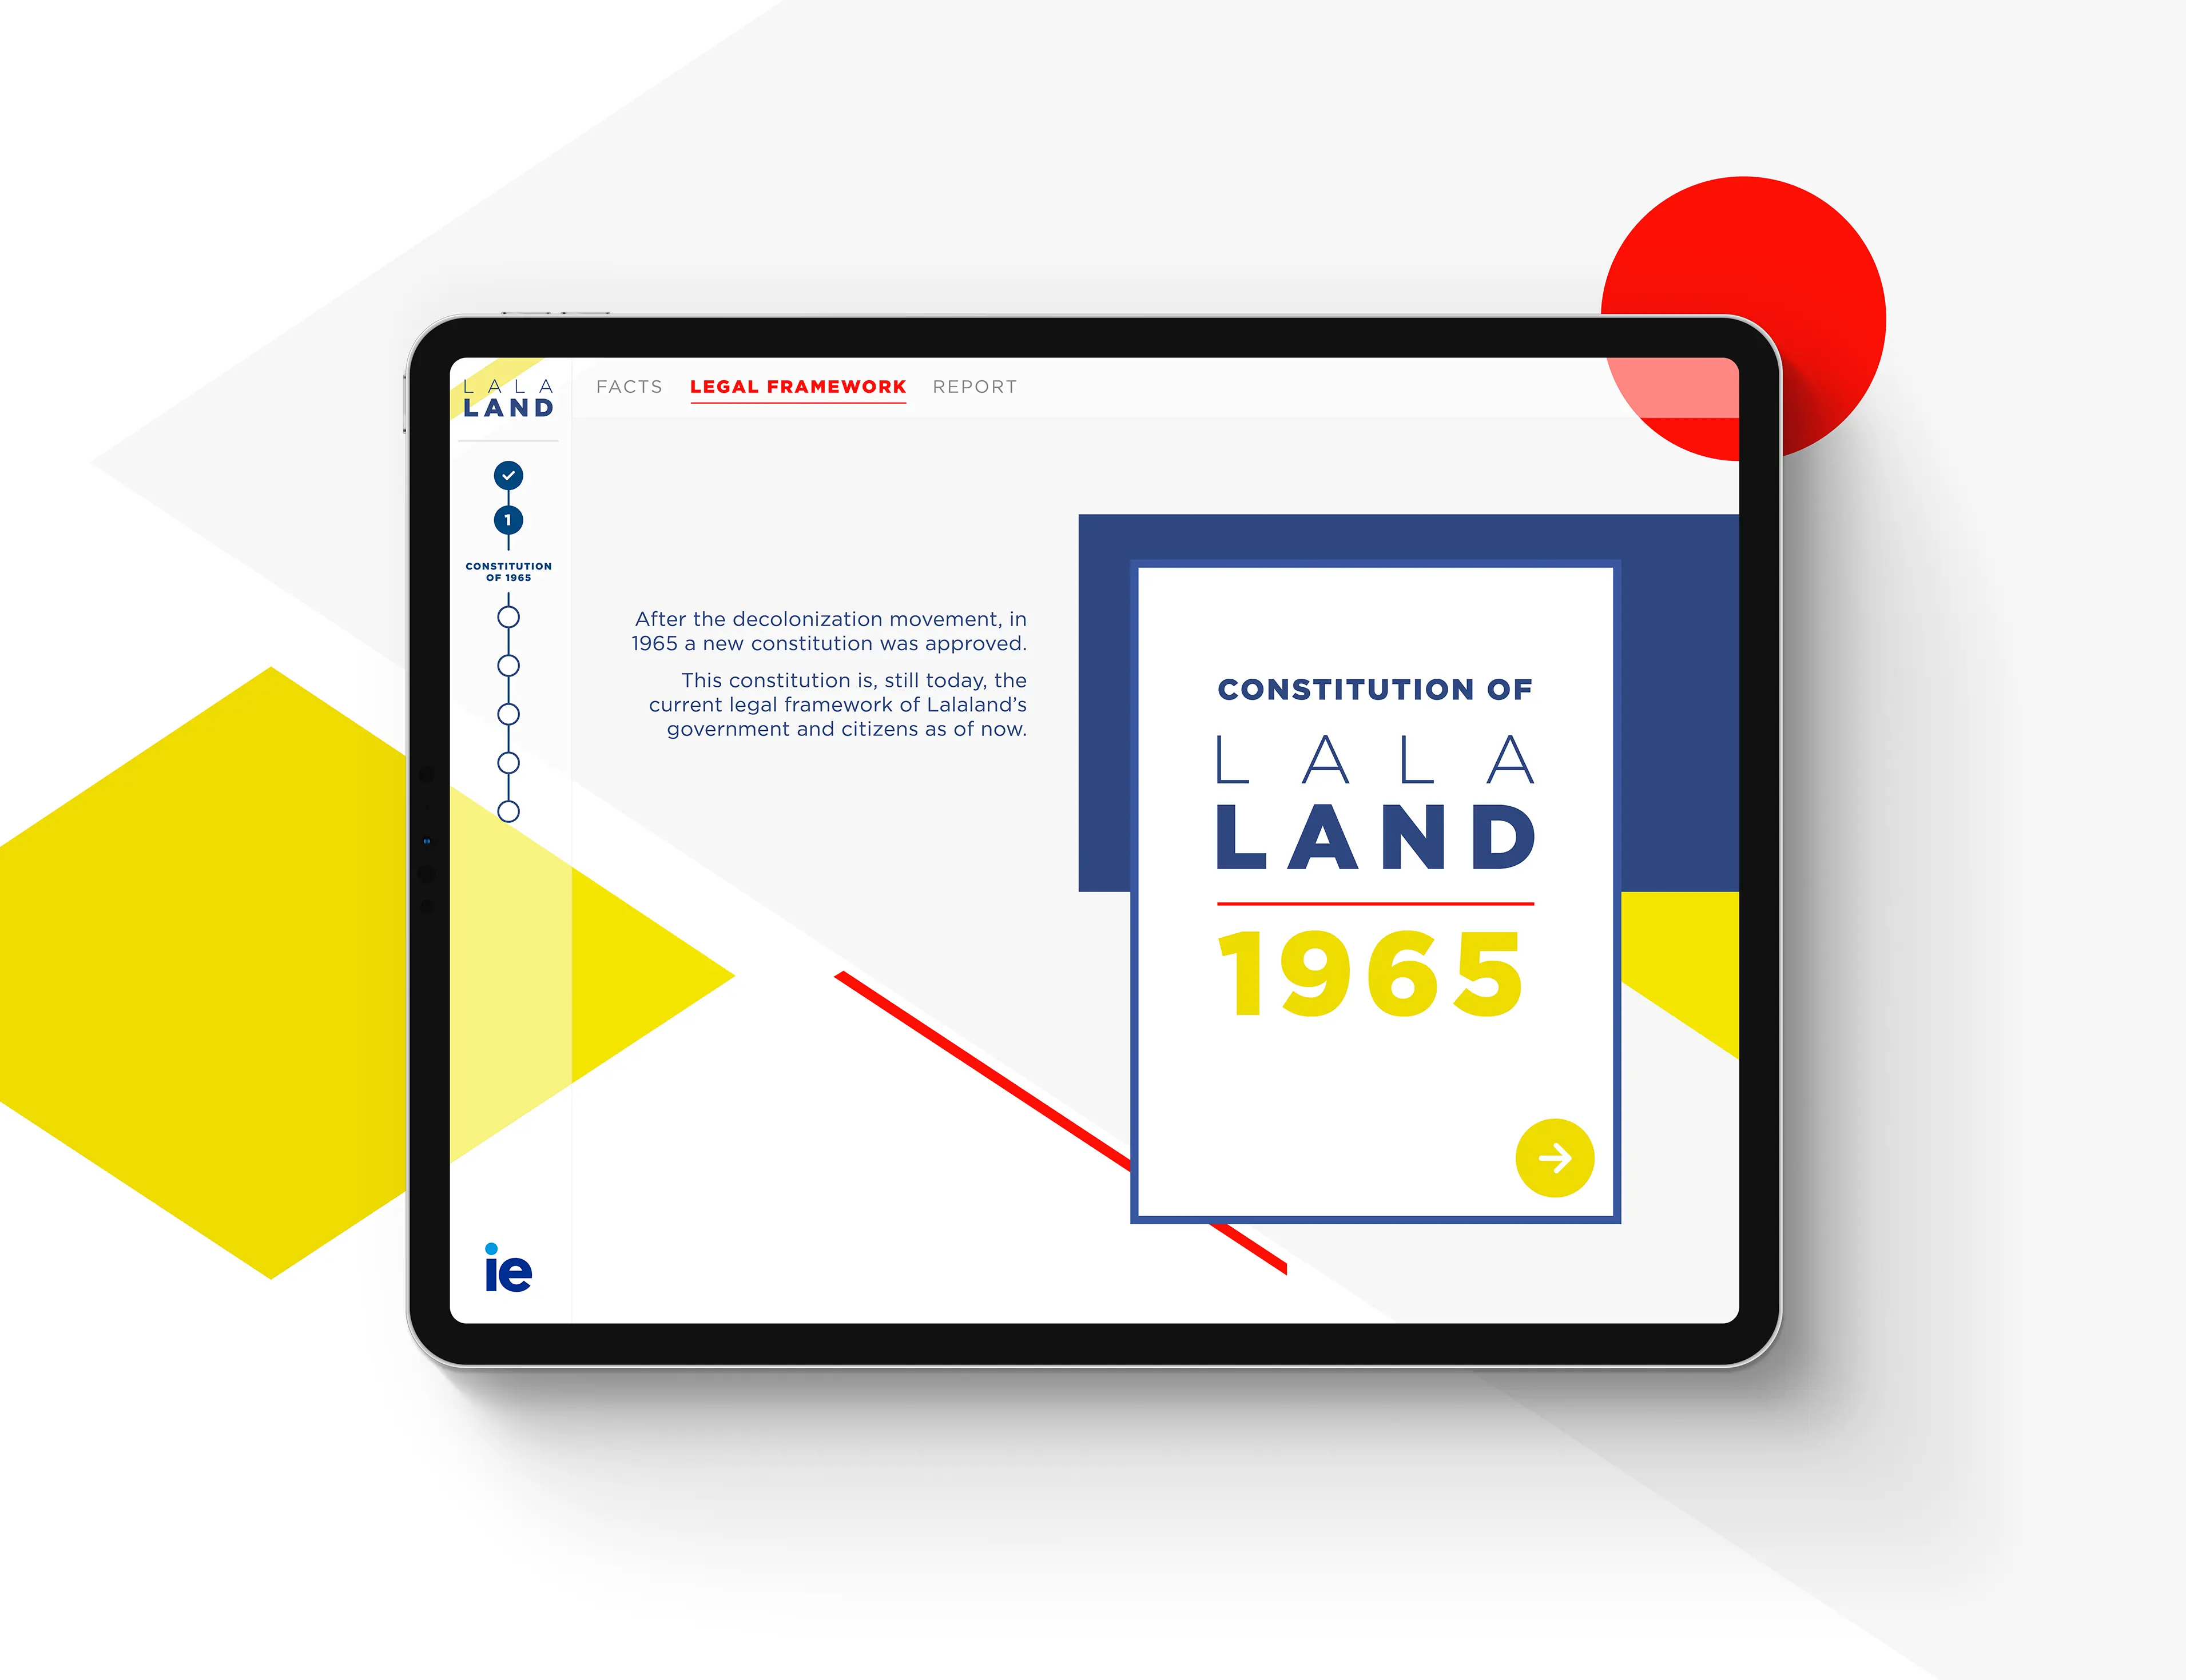 LALA
LAND
FACTS LEGAL FRAMEWORK REPORT
1
CONSTITUTION
OF 1965
After the decolonization movement, in
1965 a new constitution was approved.
This constitution is, still today, the
current legal framework of Lalaland’s
government and citizens as of now.
CONSTITUTION OF
LALA
LAND
1965
ie